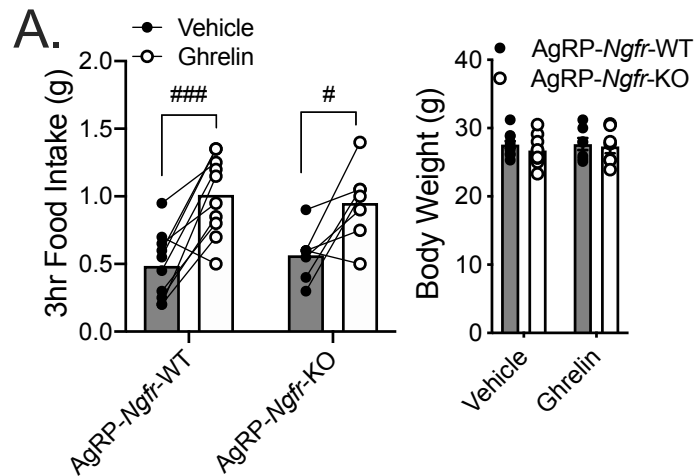 A.
Vehicle
Ghrelin
3hr Food Intake (g)
2.0
1.5
1.0
0.5
0.0
###
#
AgRP-Ngfr-WT
AgRP-Ngfr-KO
AgRP-Ngfr-WT
AgRP-Ngfr-KO
Body Weight (g)
40
30
20
10
0
Vehicle
Ghrelin